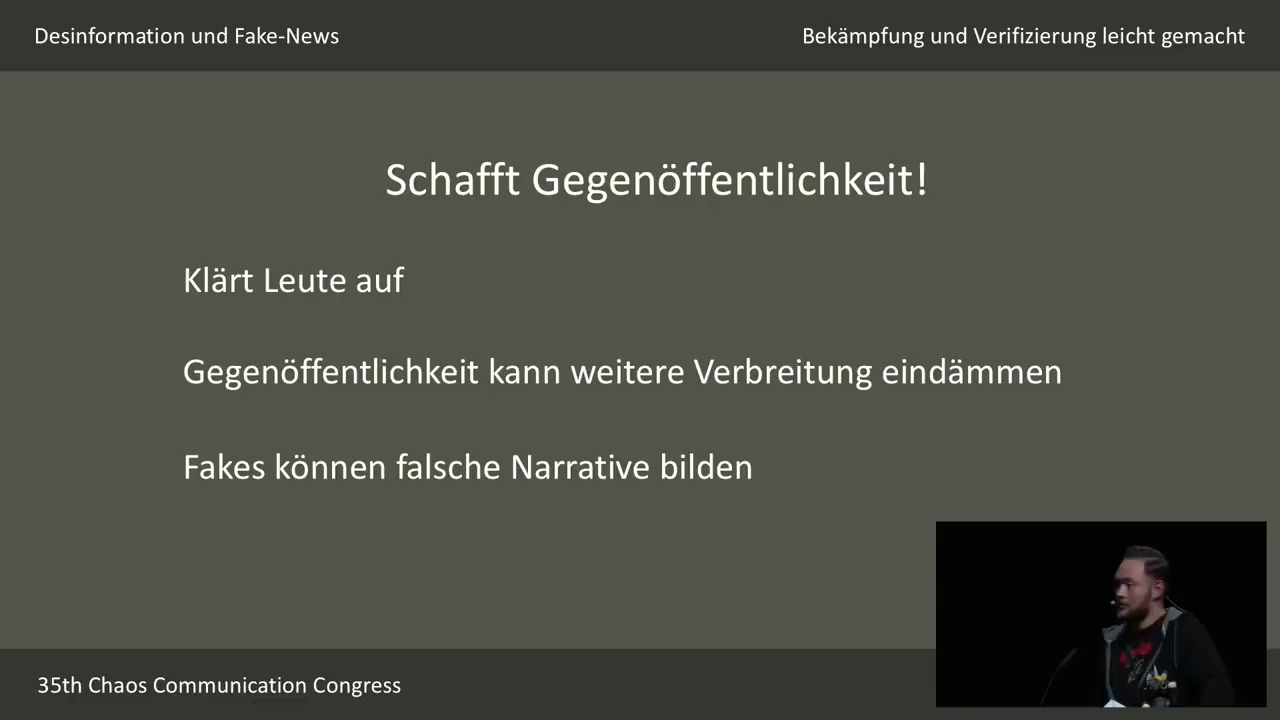 Desinformation und Fake-News
Bekämpfung und Verifizierung leicht gemacht
Schafft Gegenöffentlichkeit!
Klärt Leute auf
Gegenöffentlichkeit kann weitere Verbreitung eindämmen
Fakes können falsche Narrative bilden
35th Chaos Communication Congress